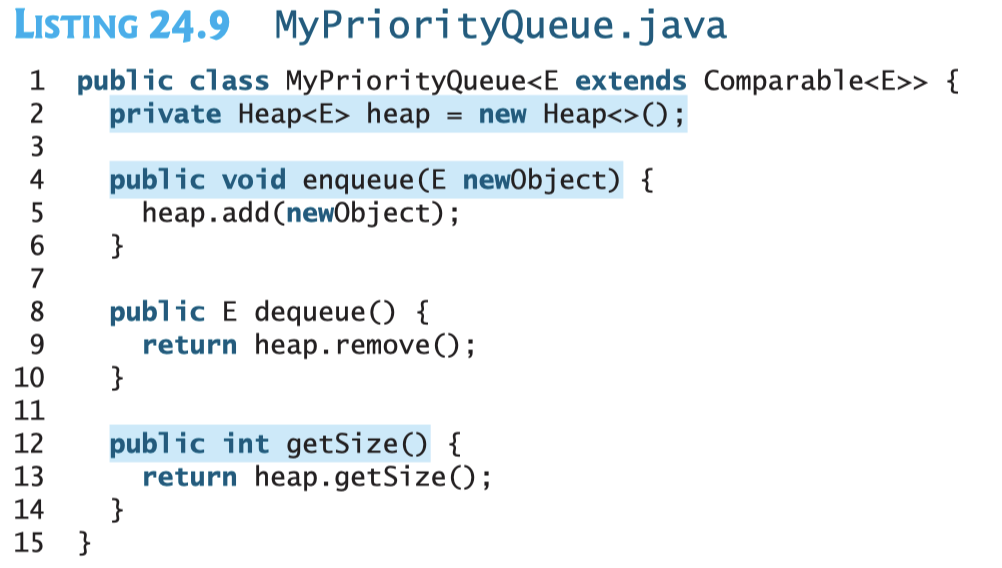 LISTING 24.9 MyPriorityQueue.java
1 public class MyPriorityQueue<E extends Comparable<E>> {
2   private Heap<E> heap = new Heap<>();
3
4   public void enqueue(E newObject) {
5     heap.add(newObject);
6   }
7
8   public E dequeue() {
9     return heap.remove();
10   }
11
12   public int getSize() {
13     return heap.getSize();
14   }
15 }